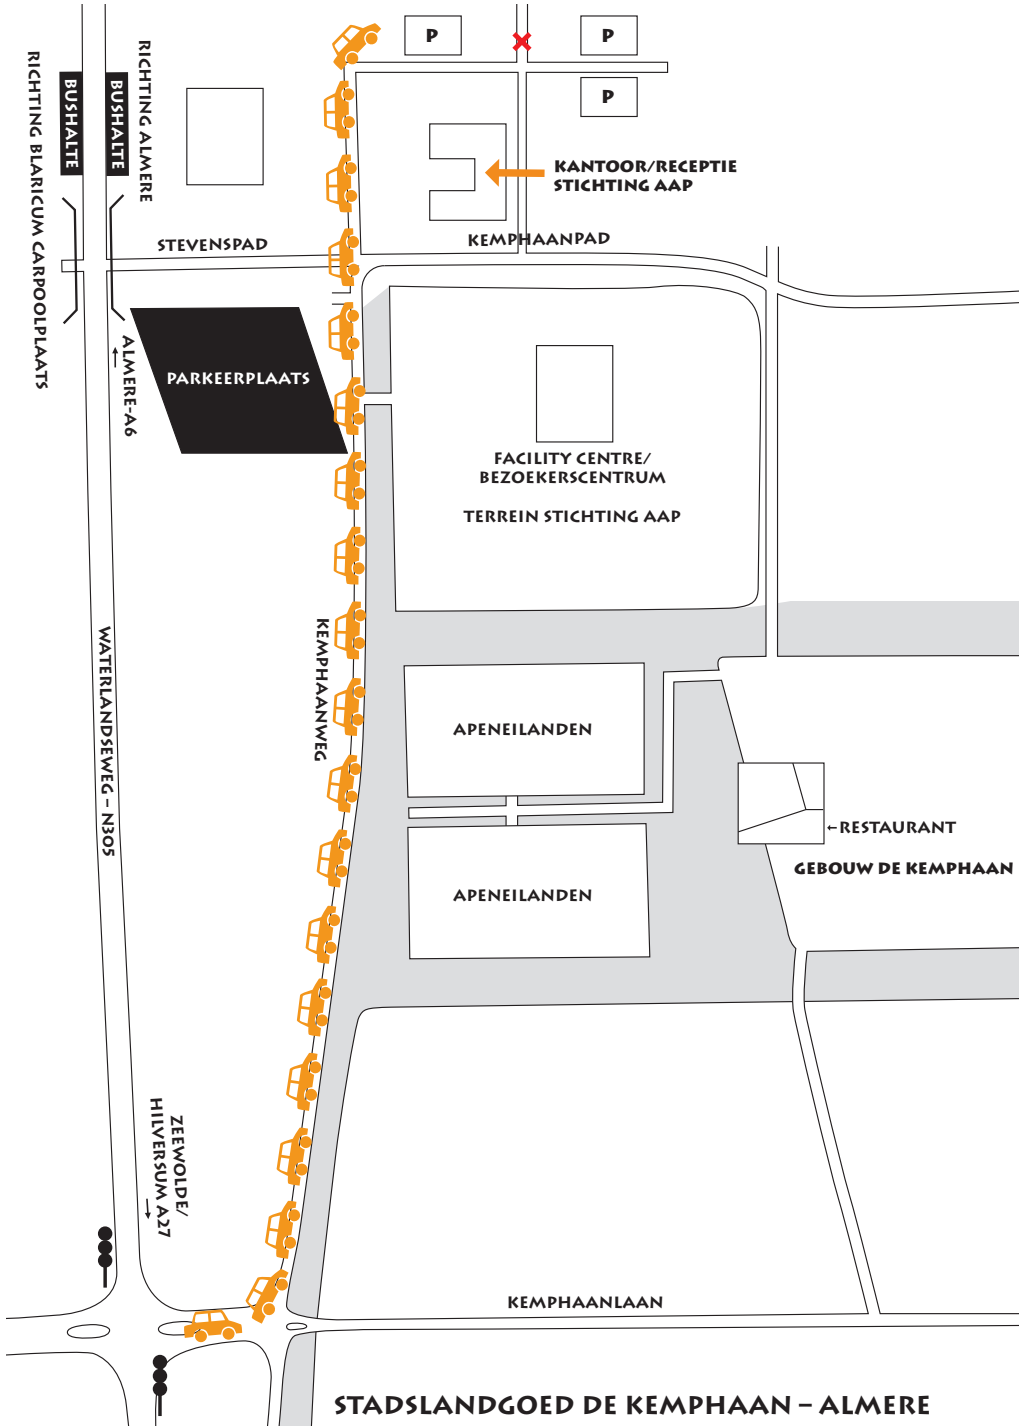 P
P
P
RICHTING ALMERE
BUSHALTE
BUSHALTE
RICHTING BLARICUM CARPOOLPLAATS
KANTOOR/RECEPTIE
STICHTING AAP
STEVENSPAD
KEMPHAANPAD
ALMERE-A6
PARKEERPLAATS
FACILITY CENTRE/
BEZOEKERSCENTRUM
TERREIN STICHTING AAP
KEMPHAANWEG
WATERLANDSEWEG – N305
APENEILANDEN
RESTAURANT
GEBOUW DE KEMPHAAN
APENEILANDEN
ZEEWOLDE/
HILVERSUM A27
KEMPHAANLAAN
STADSLANDGOED DE KEMPHAAN – ALMERE